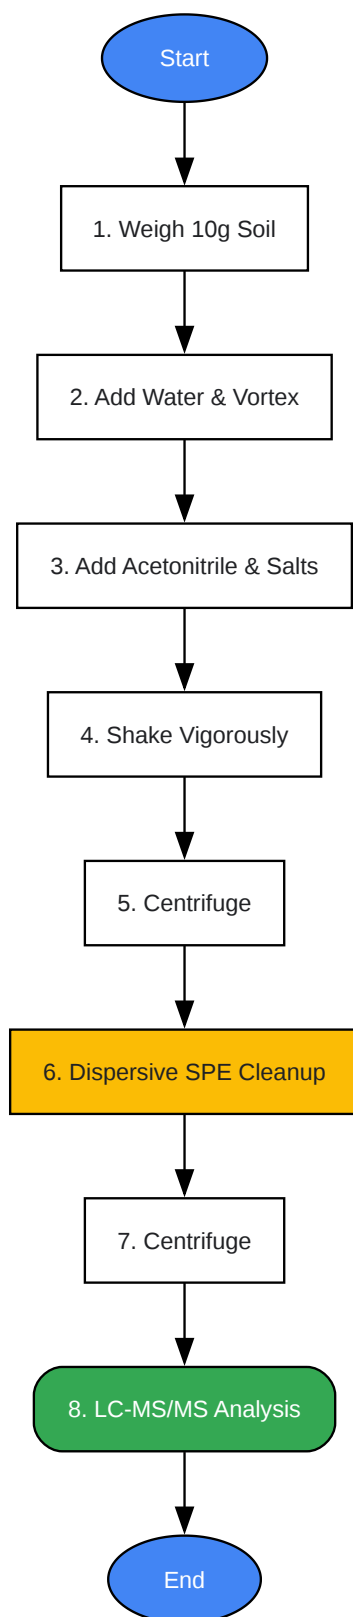 Start
1. Weigh 10g Soil
2. Add Water & Vortex
3. Add Acetonitrile & Salts
4. Shake Vigorously
5. Centrifuge
6. Dispersive SPE Cleanup
7. Centrifuge
8. LC-MS/MS Analysis
End